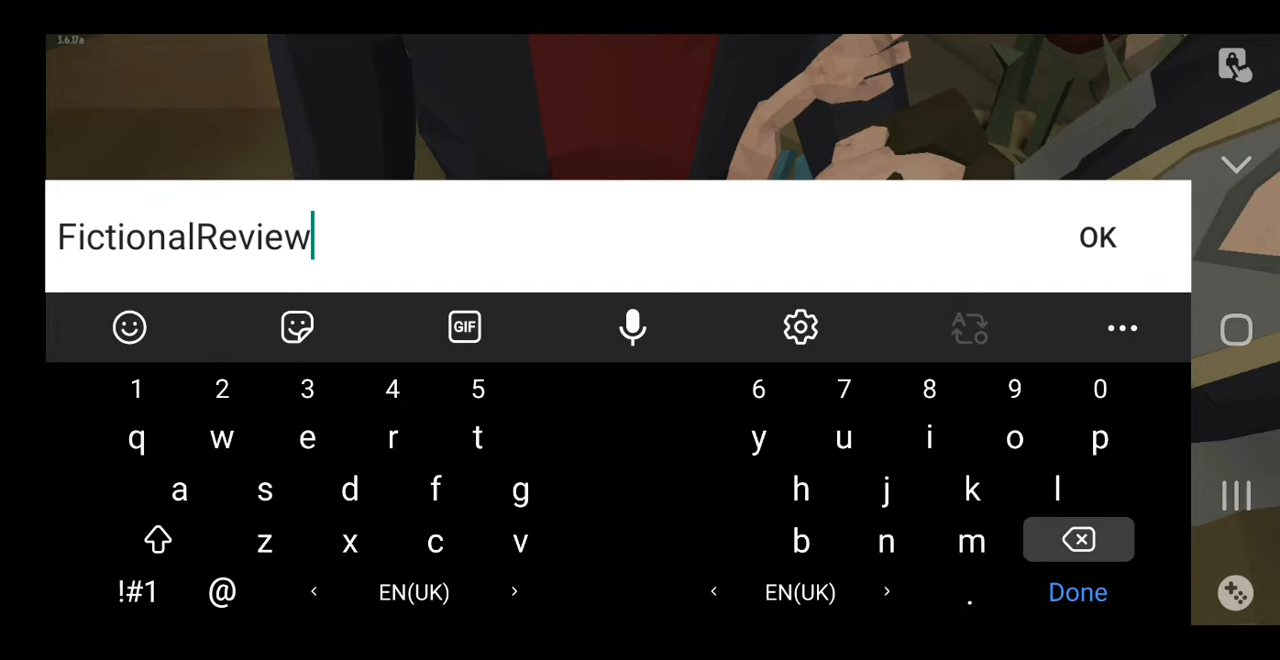 3.6.17a
FictionalReview
OK
GIF
1 2 3 4 5 6 7 8 9 0
q w e r t y u i o p
a s d f g h j k l
z x c v b n m
!#1 @ EN(UK) EN(UK) . Done